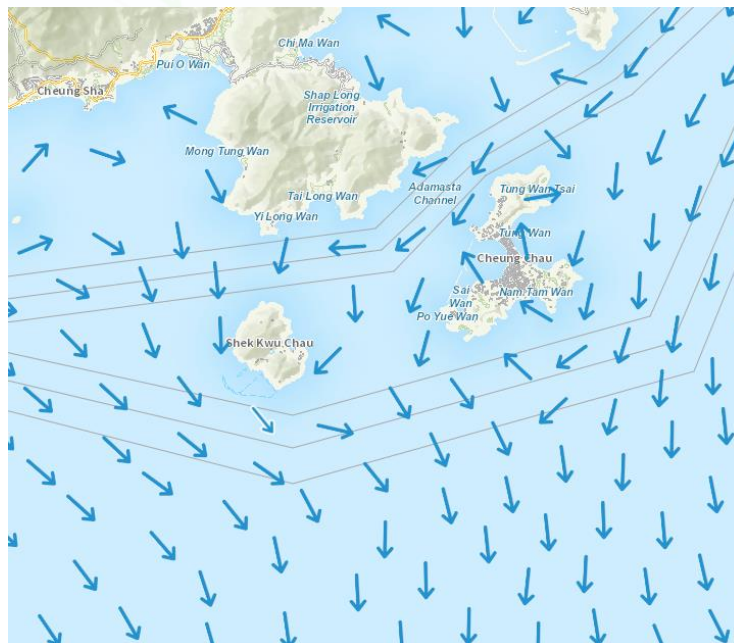 Chi Ma Wan
Pui O Wan
Cheung Sha
Shap Long
Irrigation
Reservoir
Mong Tung Wan
Tai Long Wan
Yi Long Wan
Adamasta
Channel
Tung Wan Tsai
Tung Wan
Cheung Chau
Sai
Wan
Nam Tam Wan
Po Yue Wan
Shek Kwu Chau